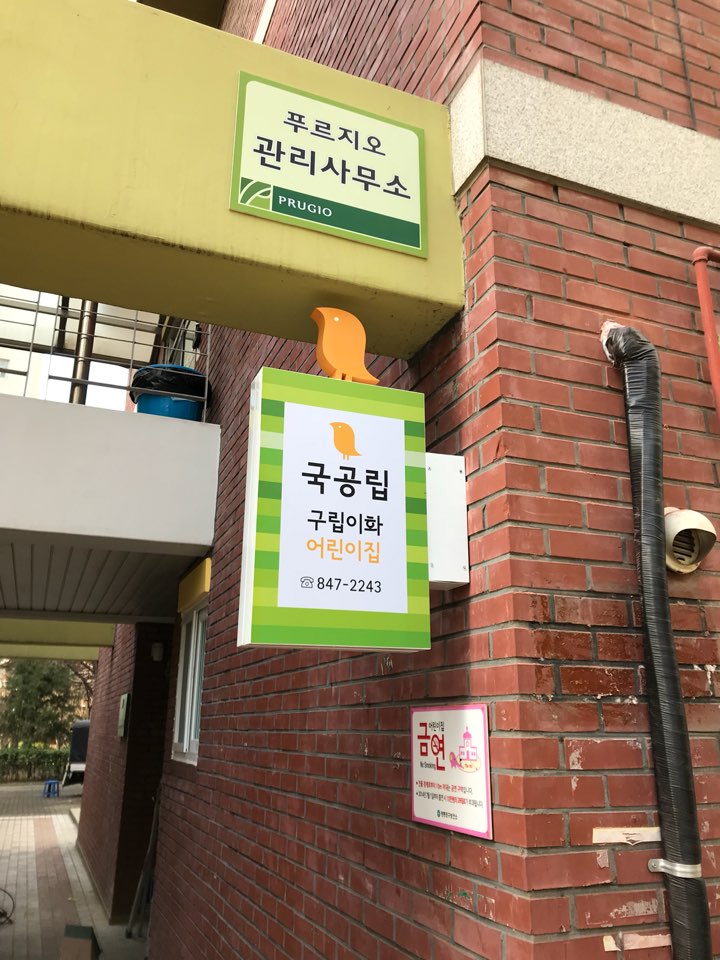 푸르지오
관리사무소
PRUGIO
국공립
구립이화
어린이집
☏847-2243
어린이집
금연
No Smoking